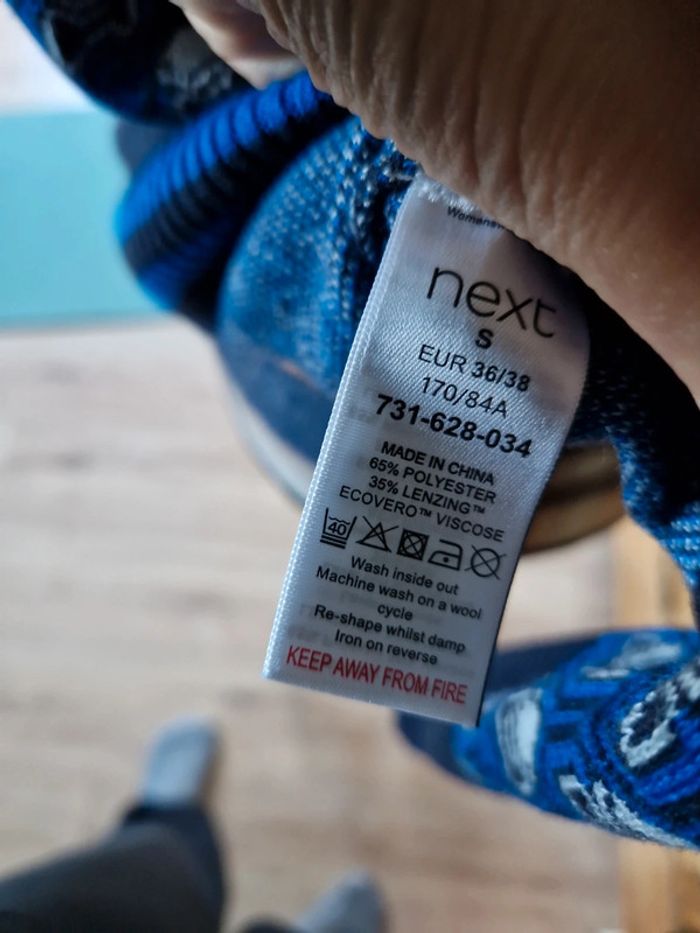 next
S
EUR 36/38
170/84A
731-628-034
MADE IN CHINA
65% POLYESTER
35% LENZING™
ECOVERO™ VISCOSE
40
Wash inside out
Machine wash on a wool
cycle
Re-shape whilst damp
Iron on reverse
KEEP AWAY FROM FIRE